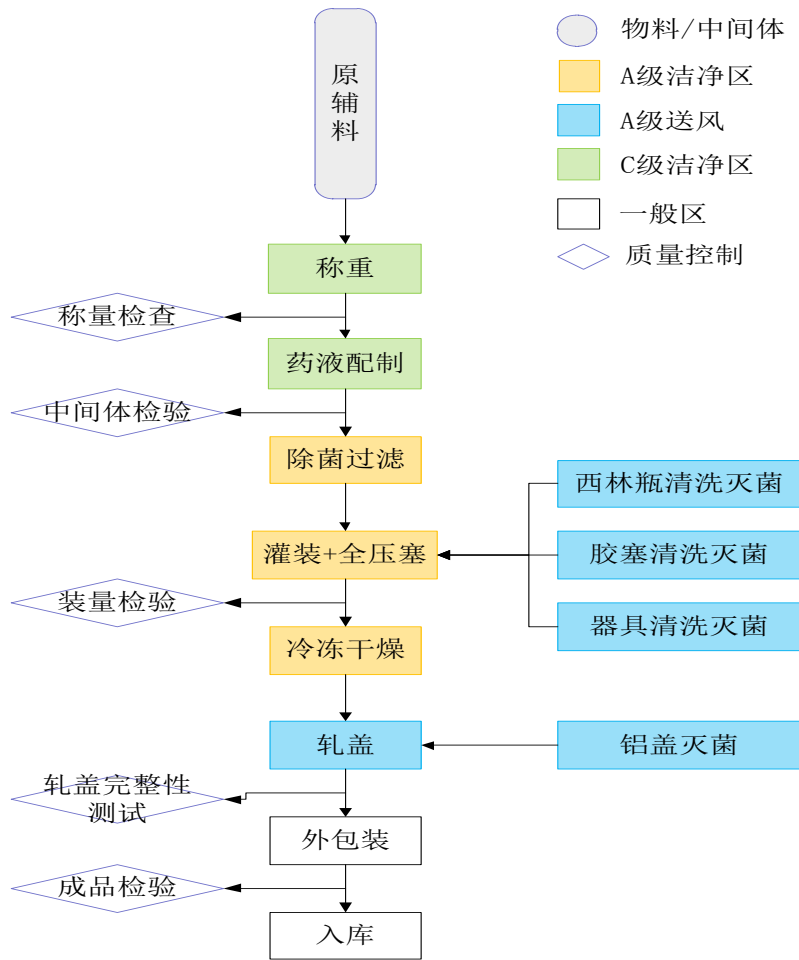 原
辅
料
物料/中间体
A级洁净区
A级送风
C级洁净区
一般区
质量控制
称重
称量检查
药液配制
中间体检验
除菌过滤
西林瓶清洗灭菌
灌装+全压塞
胶塞清洗灭菌
装量检验
器具清洗灭菌
冷冻干燥
轧盖
铝盖灭菌
轧盖完整性
测试
外包装
成品检验
入库